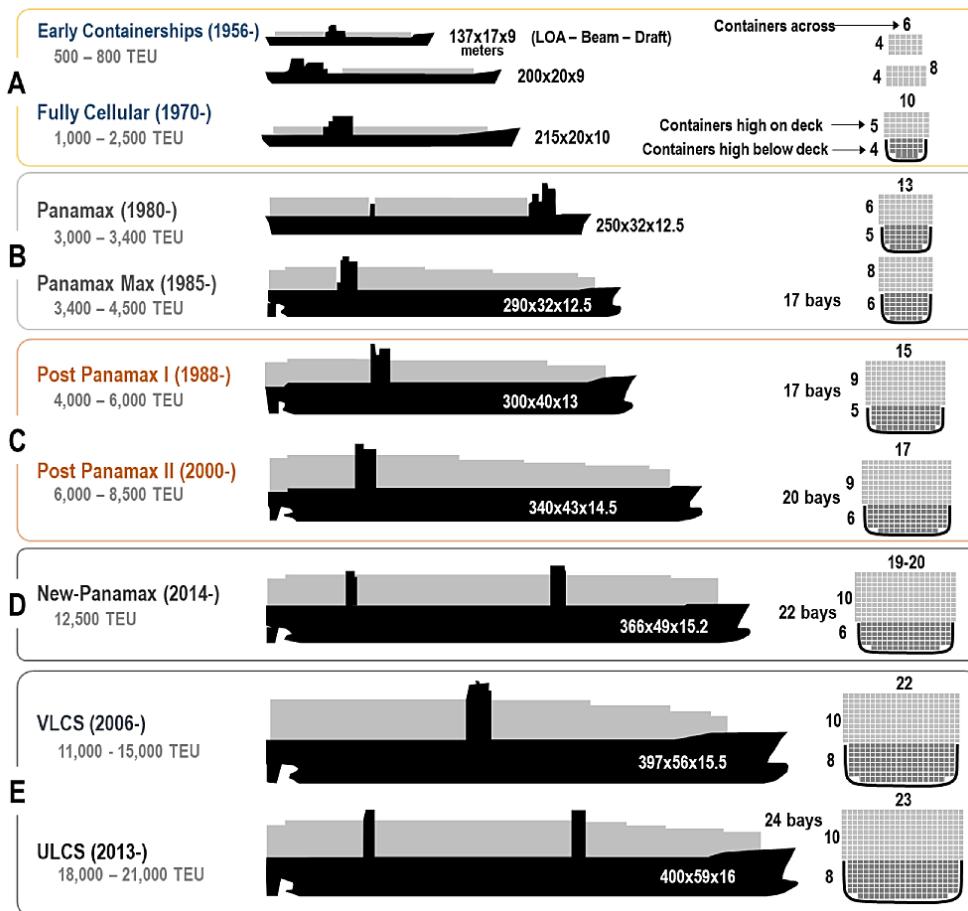 A
Early Containerships (1956-)
500 – 800 TEU
137x17x9
meters
(LOA – Beam – Draft)
200x20x9
Containers across
6
4
4
8
Fully Cellular (1970-)
1,000 – 2,500 TEU
215x20x10
10
Containers high on deck
5
Containers high below deck
4
B
Panamax (1980-)
3,000 – 3,400 TEU
250x32x12.5
13
6
5
Panamax Max (1985-)
3,400 – 4,500 TEU
290x32x12.5
17 bays
8
6
C
Post Panamax I (1988-)
4,000 – 6,000 TEU
300x40x13
17 bays
15
9
5
Post Panamax II (2000-)
6,000 – 8,500 TEU
340x43x14.5
20 bays
17
9
6
D
New-Panamax (2014-)
12,500 TEU
366x49x15.2
22 bays
19-20
10
6
E
VLCS (2006-)
11,000 - 15,000 TEU
397x56x15.5
22
10
8
ULCS (2013-)
18,000 – 21,000 TEU
400x59x16
24 bays
23
10
8